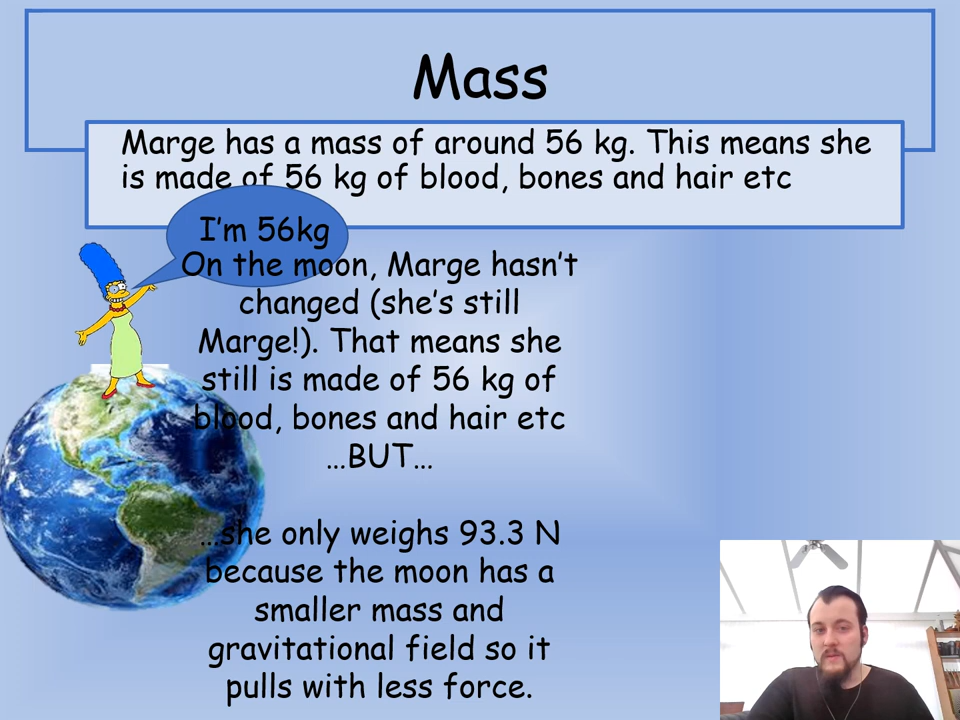 Mass
Marge has a mass of around 56 kg. This means she
is made of 56 kg of blood, bones and hair etc
I’m 56kg
On the moon, Marge hasn’t
changed (she’s still
Marge!). That means she
still is made of 56 kg of
blood, bones and hair etc
…BUT…
…she only weighs 93.3 N
because the moon has a
smaller mass and
gravitational field so it
pulls with less force.